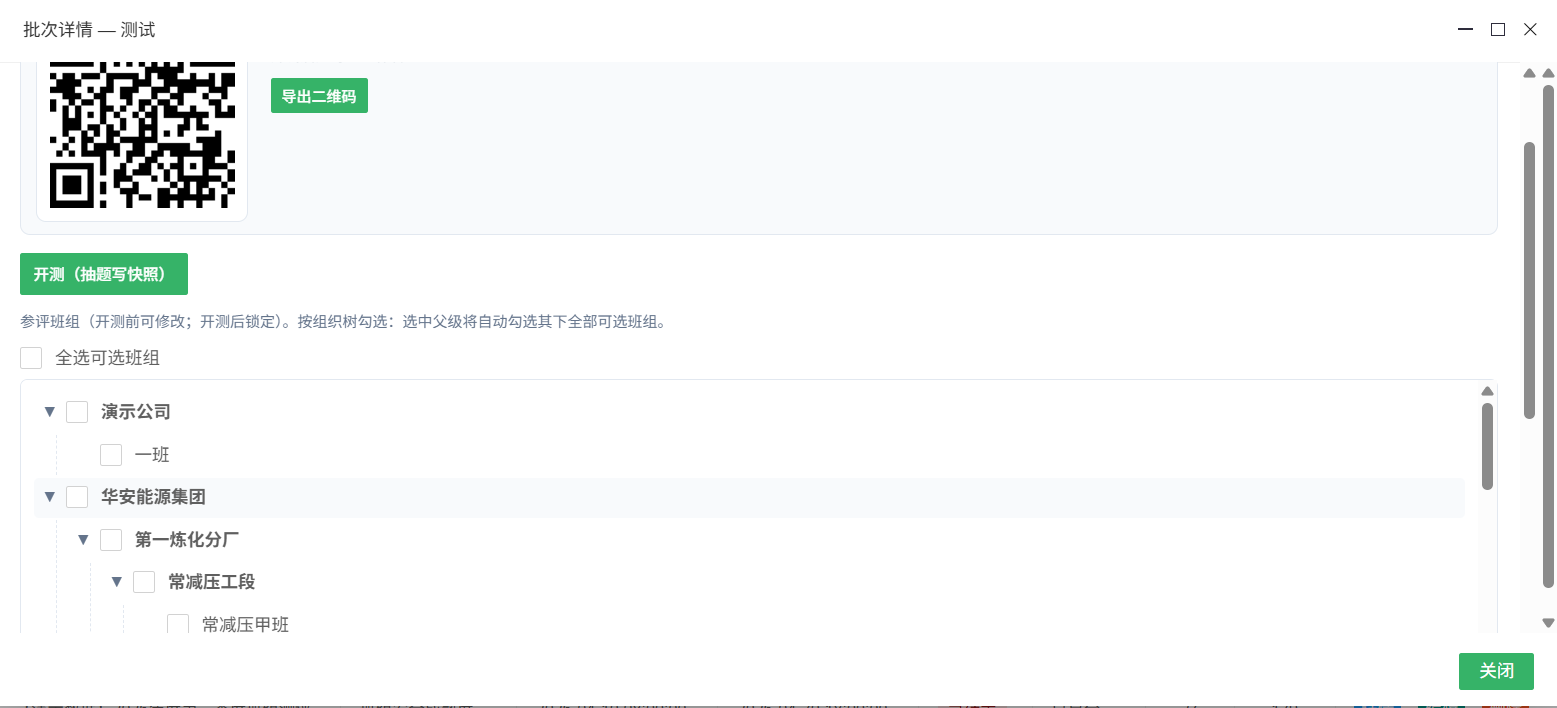 批次详情 — 测试
导出二维码
开测（抽题写快照）
参评班组（开测前可修改；开测后锁定）。按组织树勾选：选中父级将自动勾选其下全部可选班组。
全选可选班组
▼ 演示公司
一班
▼ 华安能源集团
▼ 第一炼化分厂
▼ 常减压工段
常减压甲班
关闭